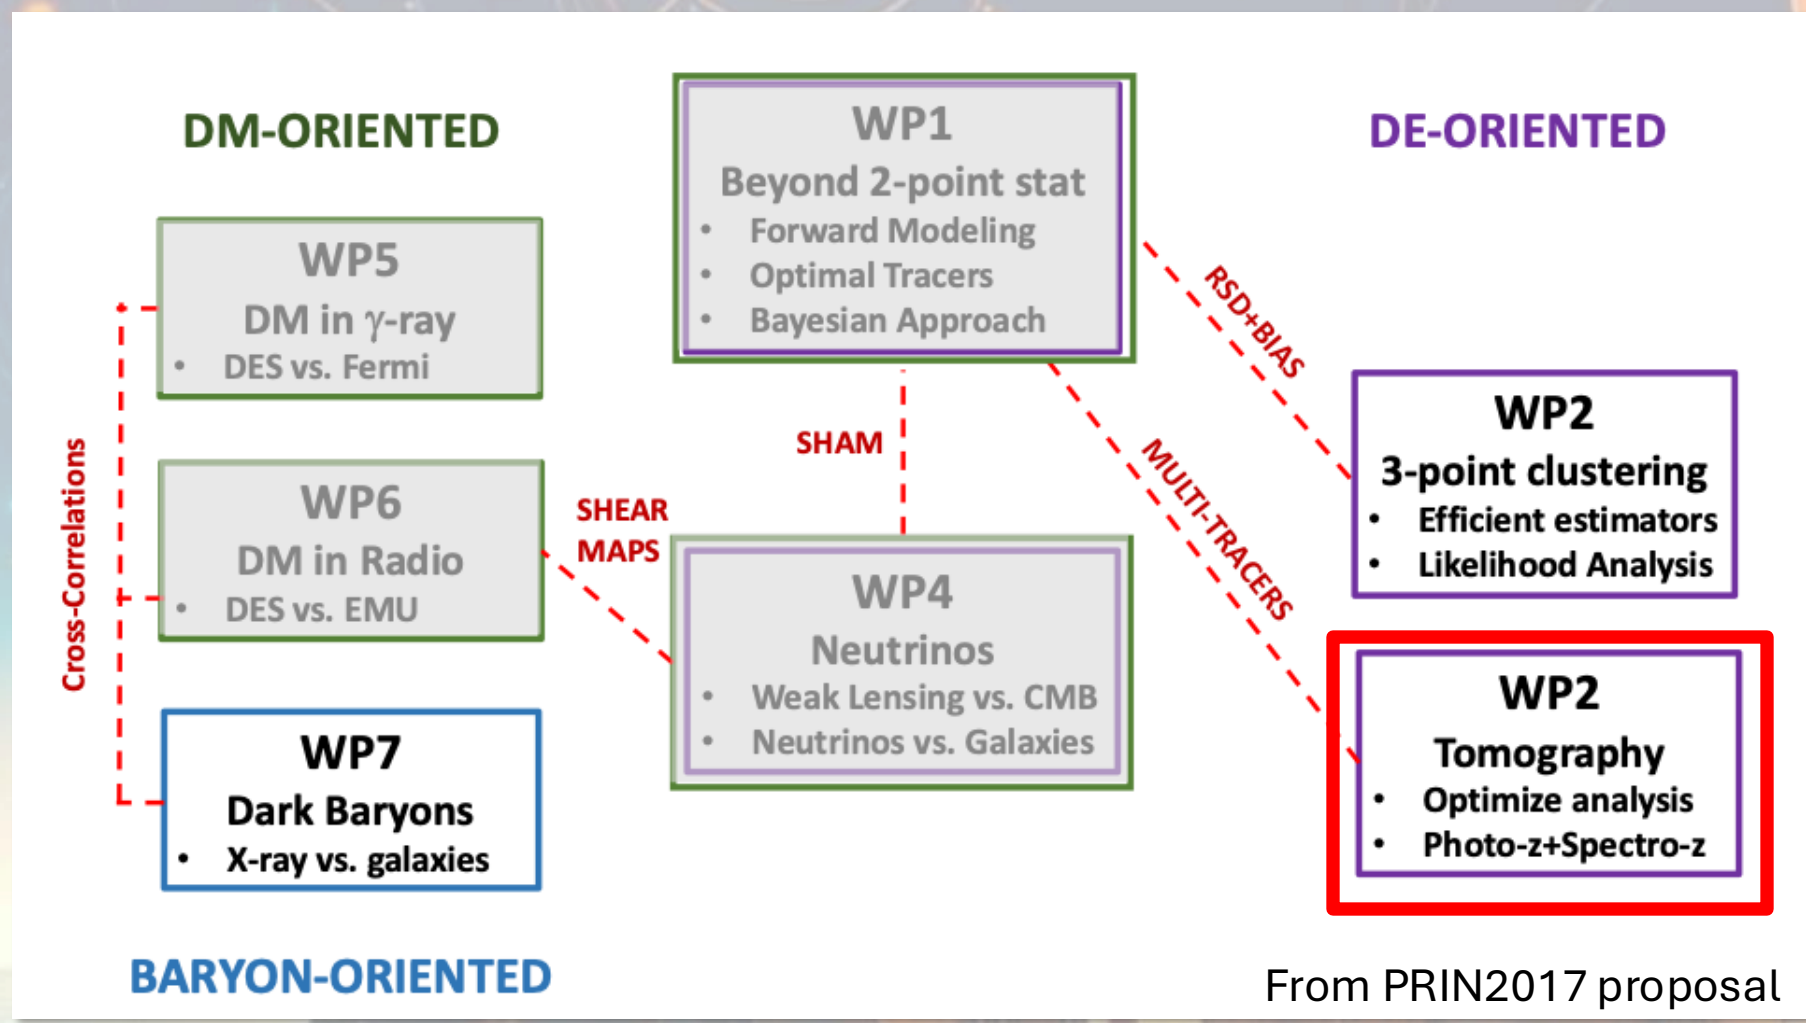 DM-ORIENTED
WP5
DM in γ-ray
• DES vs. Fermi
WP6
DM in Radio
• DES vs. EMU
WP7
Dark Baryons
• X-ray vs. galaxies
Cross-Correlations
BARYON-ORIENTED
WP1
Beyond 2-point stat
• Forward Modeling
• Optimal Tracers
• Bayesian Approach
SHAM
SHEAR
MAPS
WP4
Neutrinos
• Weak Lensing vs. CMB
• Neutrinos vs. Galaxies
DE-ORIENTED
RSD+BIAS
MULTI-TRACERS
WP2
3-point clustering
• Efficient estimators
• Likelihood Analysis
WP2
Tomography
• Optimize analysis
• Photo-z+Spectro-z
From PRIN2017 proposal